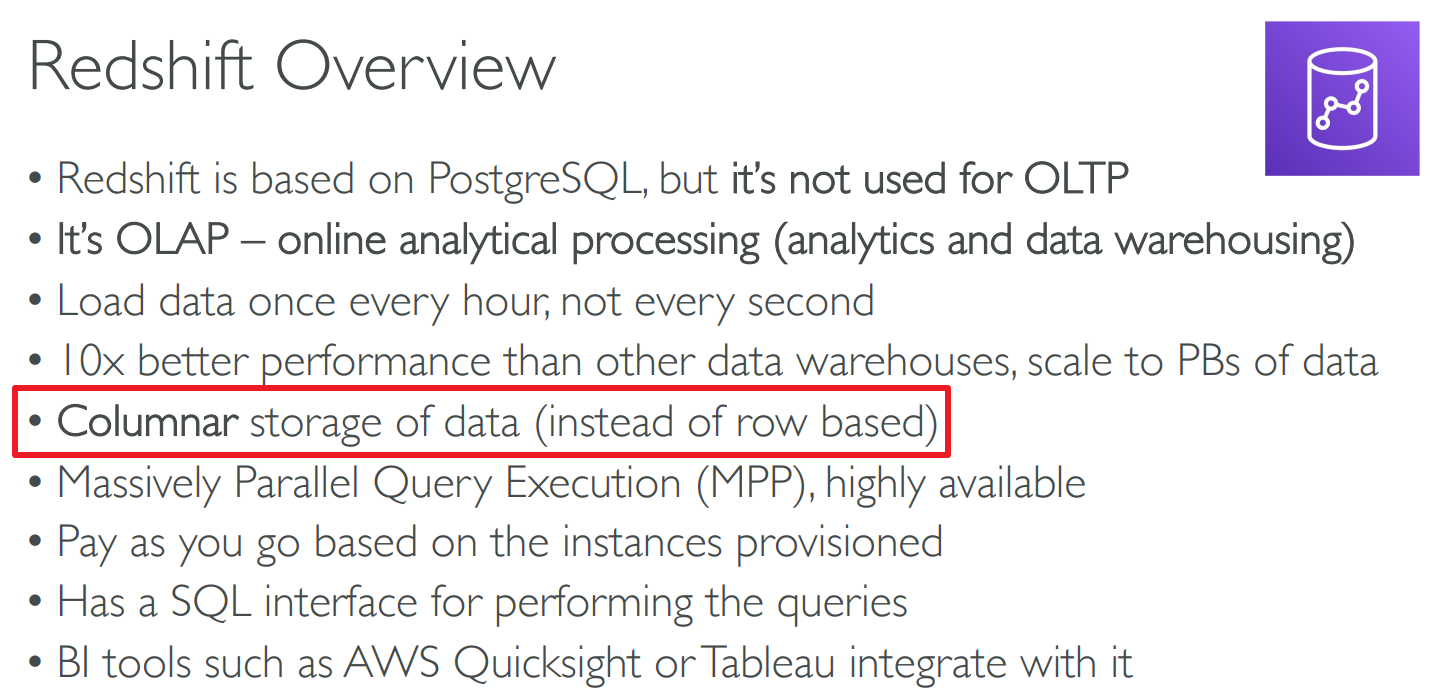 Redshift Overview
• Redshift is based on PostgreSQL, but it's not used for OLTP
• It's OLAP – online analytical processing (analytics and data warehousing)
• Load data once every hour, not every second
• 10x better performance than other data warehouses, scale to PBs of data
• Columnar storage of data (instead of row based)
• Massively Parallel Query Execution (MPP), highly available
• Pay as you go based on the instances provisioned
• Has a SQL interface for performing the queries
• BI tools such as AWS Quicksight or Tableau integrate with it